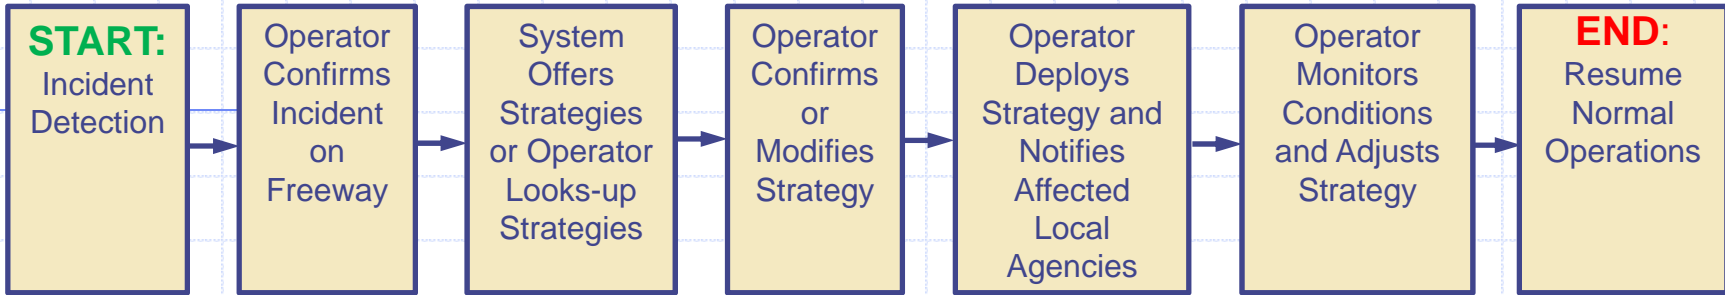 START:
Incident
Detection
Operator
Confirms
Incident
on
Freeway
System
Offers
Strategies
or Operator
Looks-up
Strategies
Operator
Confirms
or
Modifies
Strategy
Operator
Deploys
Strategy and
Notifies
Affected
Local
Agencies
Operator
Monitors
Conditions
and Adjusts
Strategy
END:
Resume
Normal
Operations